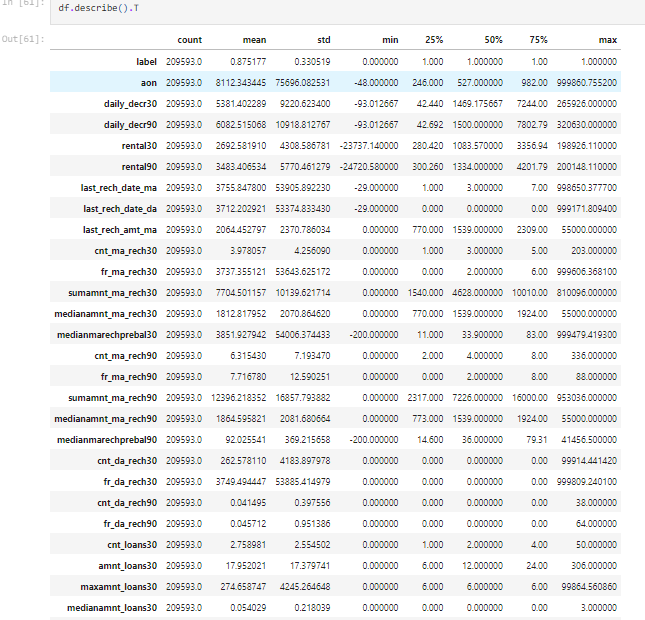 In [61]:
df.describe().T
Out[61]:
count mean std min 25% 50% 75% max
label 209593.0 0.875177 0.330519 0.000000 1.000 1.000000 1.00 1.000000
aon 209593.0 8112.343445 75696.082531 -48.000000 246.000 527.000000 982.00 999860.755200
daily_decr30 209593.0 5381.402289 9220.623400 -93.012667 42.440 1469.175667 7244.00 265926.000000
daily_decr90 209593.0 6082.515068 10918.812767 -93.012667 42.692 1500.000000 7802.79 320630.000000
rental30 209593.0 2692.581910 4308.586781 -23737.140000 280.420 1083.570000 3356.94 198926.110000
rental90 209593.0 3483.406534 5770.461279 -24720.580000 300.260 1334.000000 4201.79 200148.110000
last_rech_date_ma 209593.0 3755.847800 53905.892230 -29.000000 1.000 3.000000 7.00 998650.377700
last_rech_date_da 209593.0 3712.202921 53374.833430 -29.000000 0.000 0.000000 0.00 999171.809400
last_rech_amt_ma 209593.0 2064.452797 2370.786034 0.000000 770.000 1539.000000 2309.00 55000.000000
cnt_ma_rech30 209593.0 3.978057 4.256090 0.000000 1.000 3.000000 5.00 203.000000
fr_ma_rech30 209593.0 3737.355121 53643.625172 0.000000 0.000 2.000000 6.00 999606.368100
sumamnt_ma_rech30 209593.0 7704.501157 10139.621714 0.000000 1540.000 4628.000000 10010.00 810096.000000
medianamnt_ma_rech30 209593.0 1812.817952 2070.864620 0.000000 770.000 1539.000000 1924.00 55000.000000
medianmarechprebal30 209593.0 3851.927942 54006.374433 -200.000000 11.000 33.900000 83.00 999479.419300
cnt_ma_rech90 209593.0 6.315430 7.193470 0.000000 2.000 4.000000 8.00 336.000000
fr_ma_rech90 209593.0 7.716780 12.590251 0.000000 0.000 2.000000 8.00 88.000000
sumamnt_ma_rech90 209593.0 12396.218352 16857.793882 0.000000 2317.000 7226.000000 16000.00 953036.000000
medianamnt_ma_rech90 209593.0 1864.595821 2081.680664 0.000000 773.000 1539.000000 1924.00 55000.000000
medianmarechprebal90 209593.0 92.025541 369.215658 -200.000000 14.600 36.000000 79.31 41456.500000
cnt_da_rech30 209593.0 262.578110 4183.897978 0.000000 0.000 0.000000 0.00 99914.441420
fr_da_rech30 209593.0 3749.494447 53885.414979 0.000000 0.000 0.000000 0.00 999809.240100
cnt_da_rech90 209593.0 0.041495 0.397556 0.000000 0.000 0.000000 0.00 38.000000
fr_da_rech90 209593.0 0.045712 0.951386 0.000000 0.000 0.000000 0.00 64.000000
cnt_loans30 209593.0 2.758981 2.554502 0.000000 1.000 2.000000 4.00 50.000000
amnt_loans30 209593.0 17.952021 17.379741 0.000000 6.000 12.000000 24.00 306.000000
maxamnt_loans30 209593.0 274.658747 4245.264648 0.000000 6.000 6.000000 6.00 99864.560860
medianamnt_loans30 209593.0 0.054029 0.218039 0.000000 0.000 0.000000 0.00 3.000000